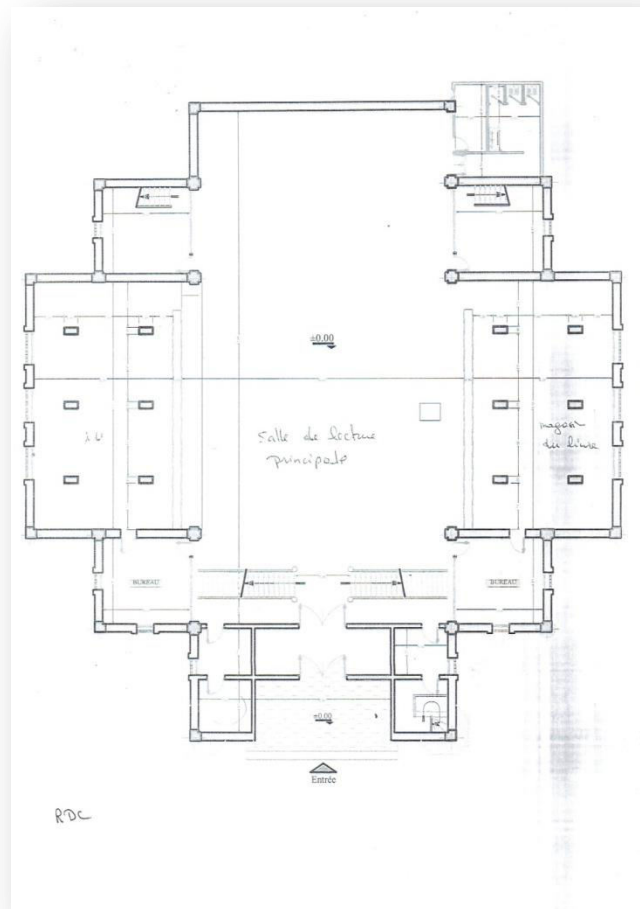 ±0.00
Salle de lecture
principale
magasin
du livre
BUREAU
BUREAU
±0.00
Entrée
RDC